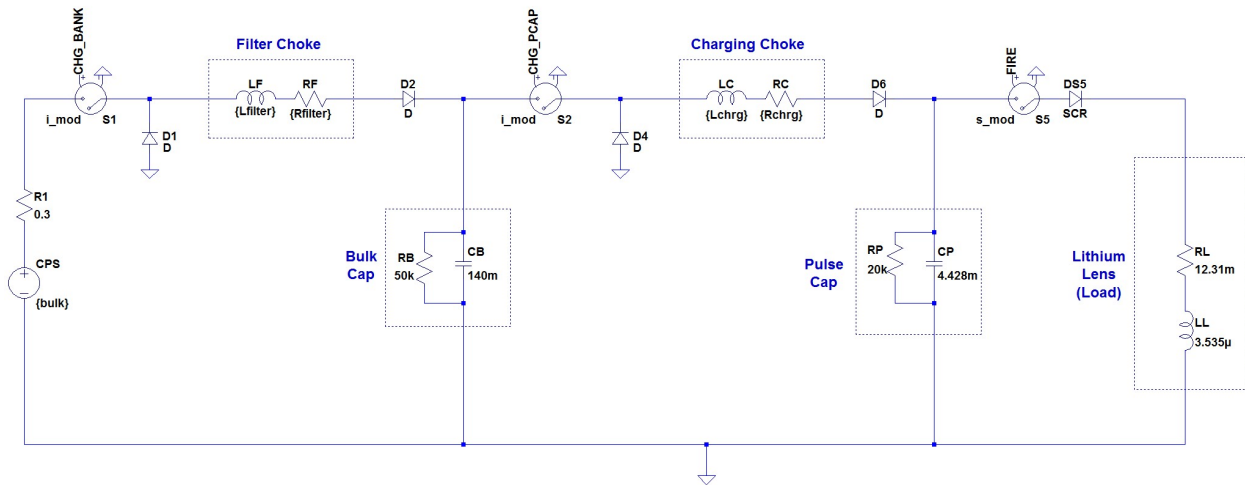 CHG_BANK
+
i_mod
S1
D1
D
Filter Choke
LF
{Lfilter}
RF
{Rfilter}
D2
D
CHG_PCAP
+
i_mod
S2
D4
D
Charging Choke
LC
{Lchrg}
RC
{Rchrg}
D6
D
FIRE
+
s_mod
S5
DS5
SCR
R1
0.3
CPS
+
−
{bulk}
Bulk
Cap
RB
50k
CB
140m
Pulse
Cap
RP
20k
CP
4.428m
Lithium
Lens
(Load)
RL
12.31m
LL
3.535µ